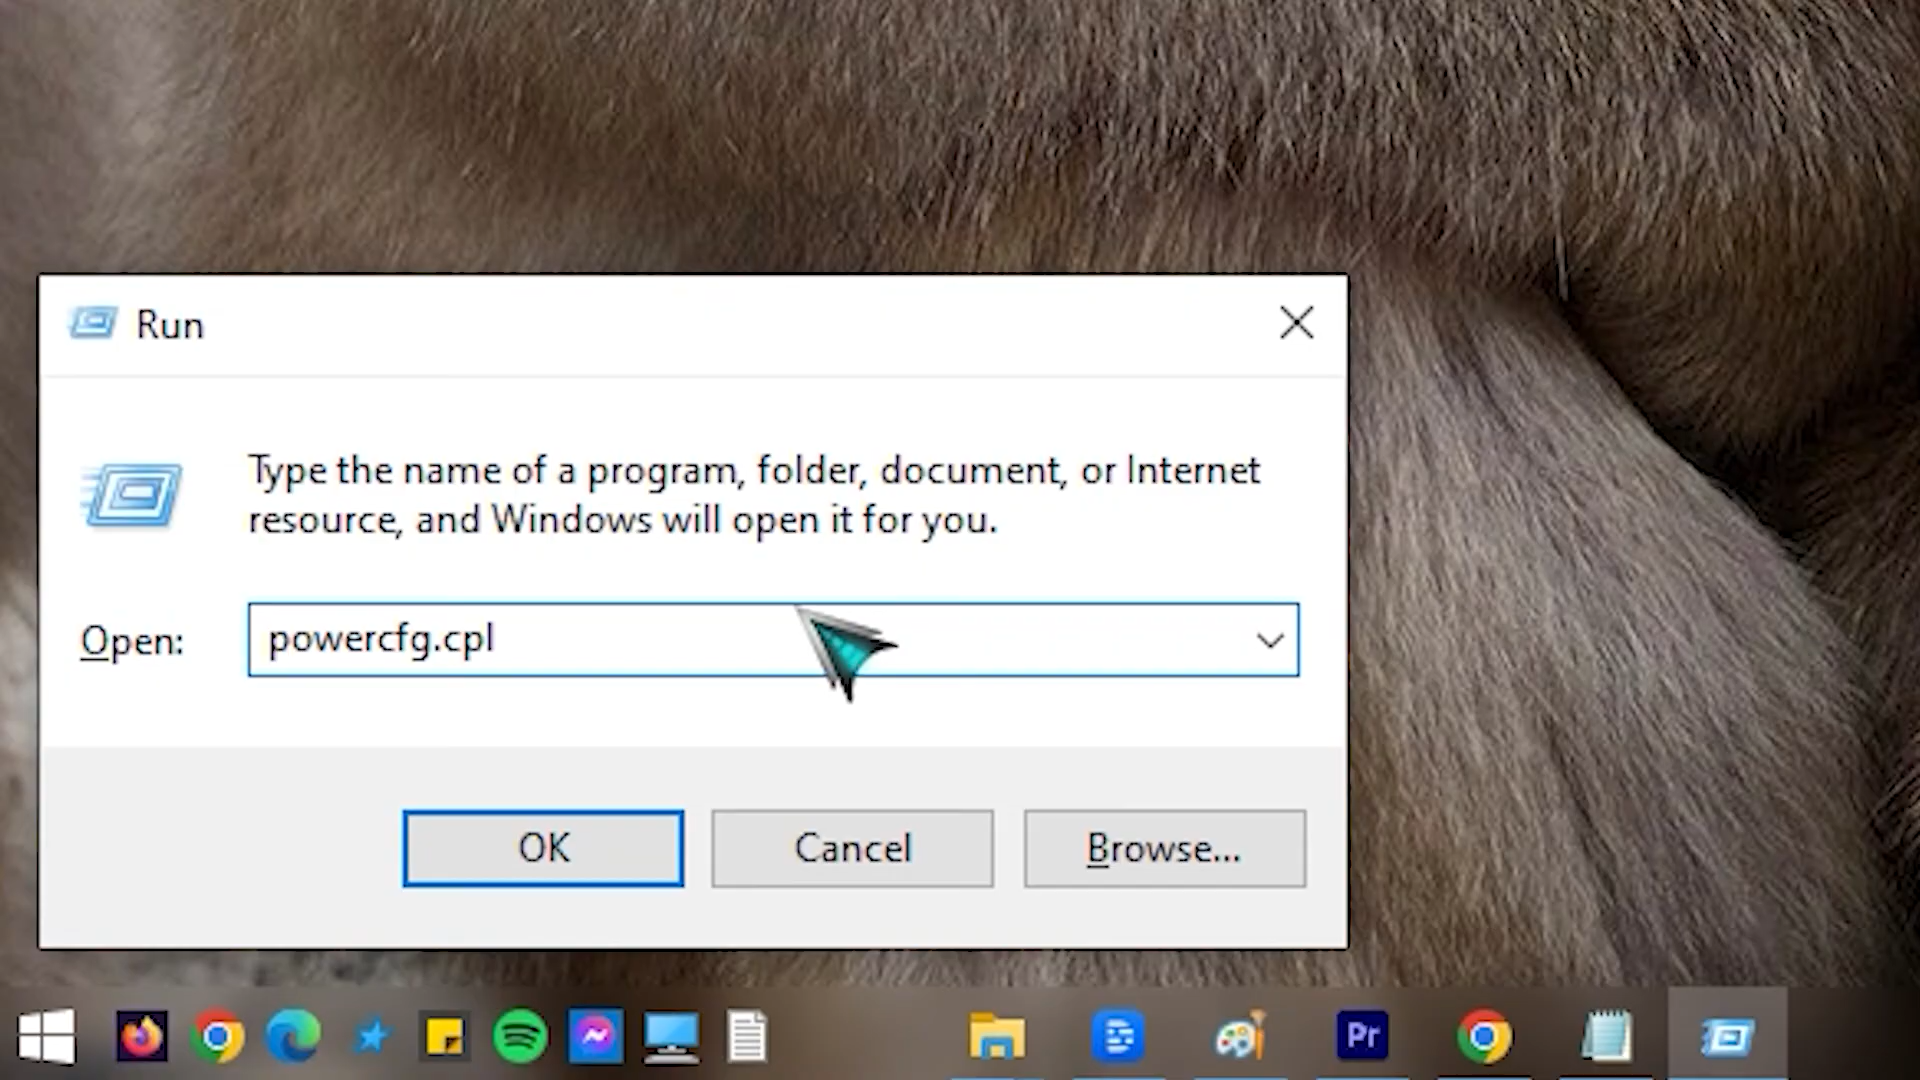 Run
Type the name of a program, folder, document, or Internet
resource, and Windows will open it for you.
Open:
powercfg.cpl
OK
Cancel
Browse...
Pr